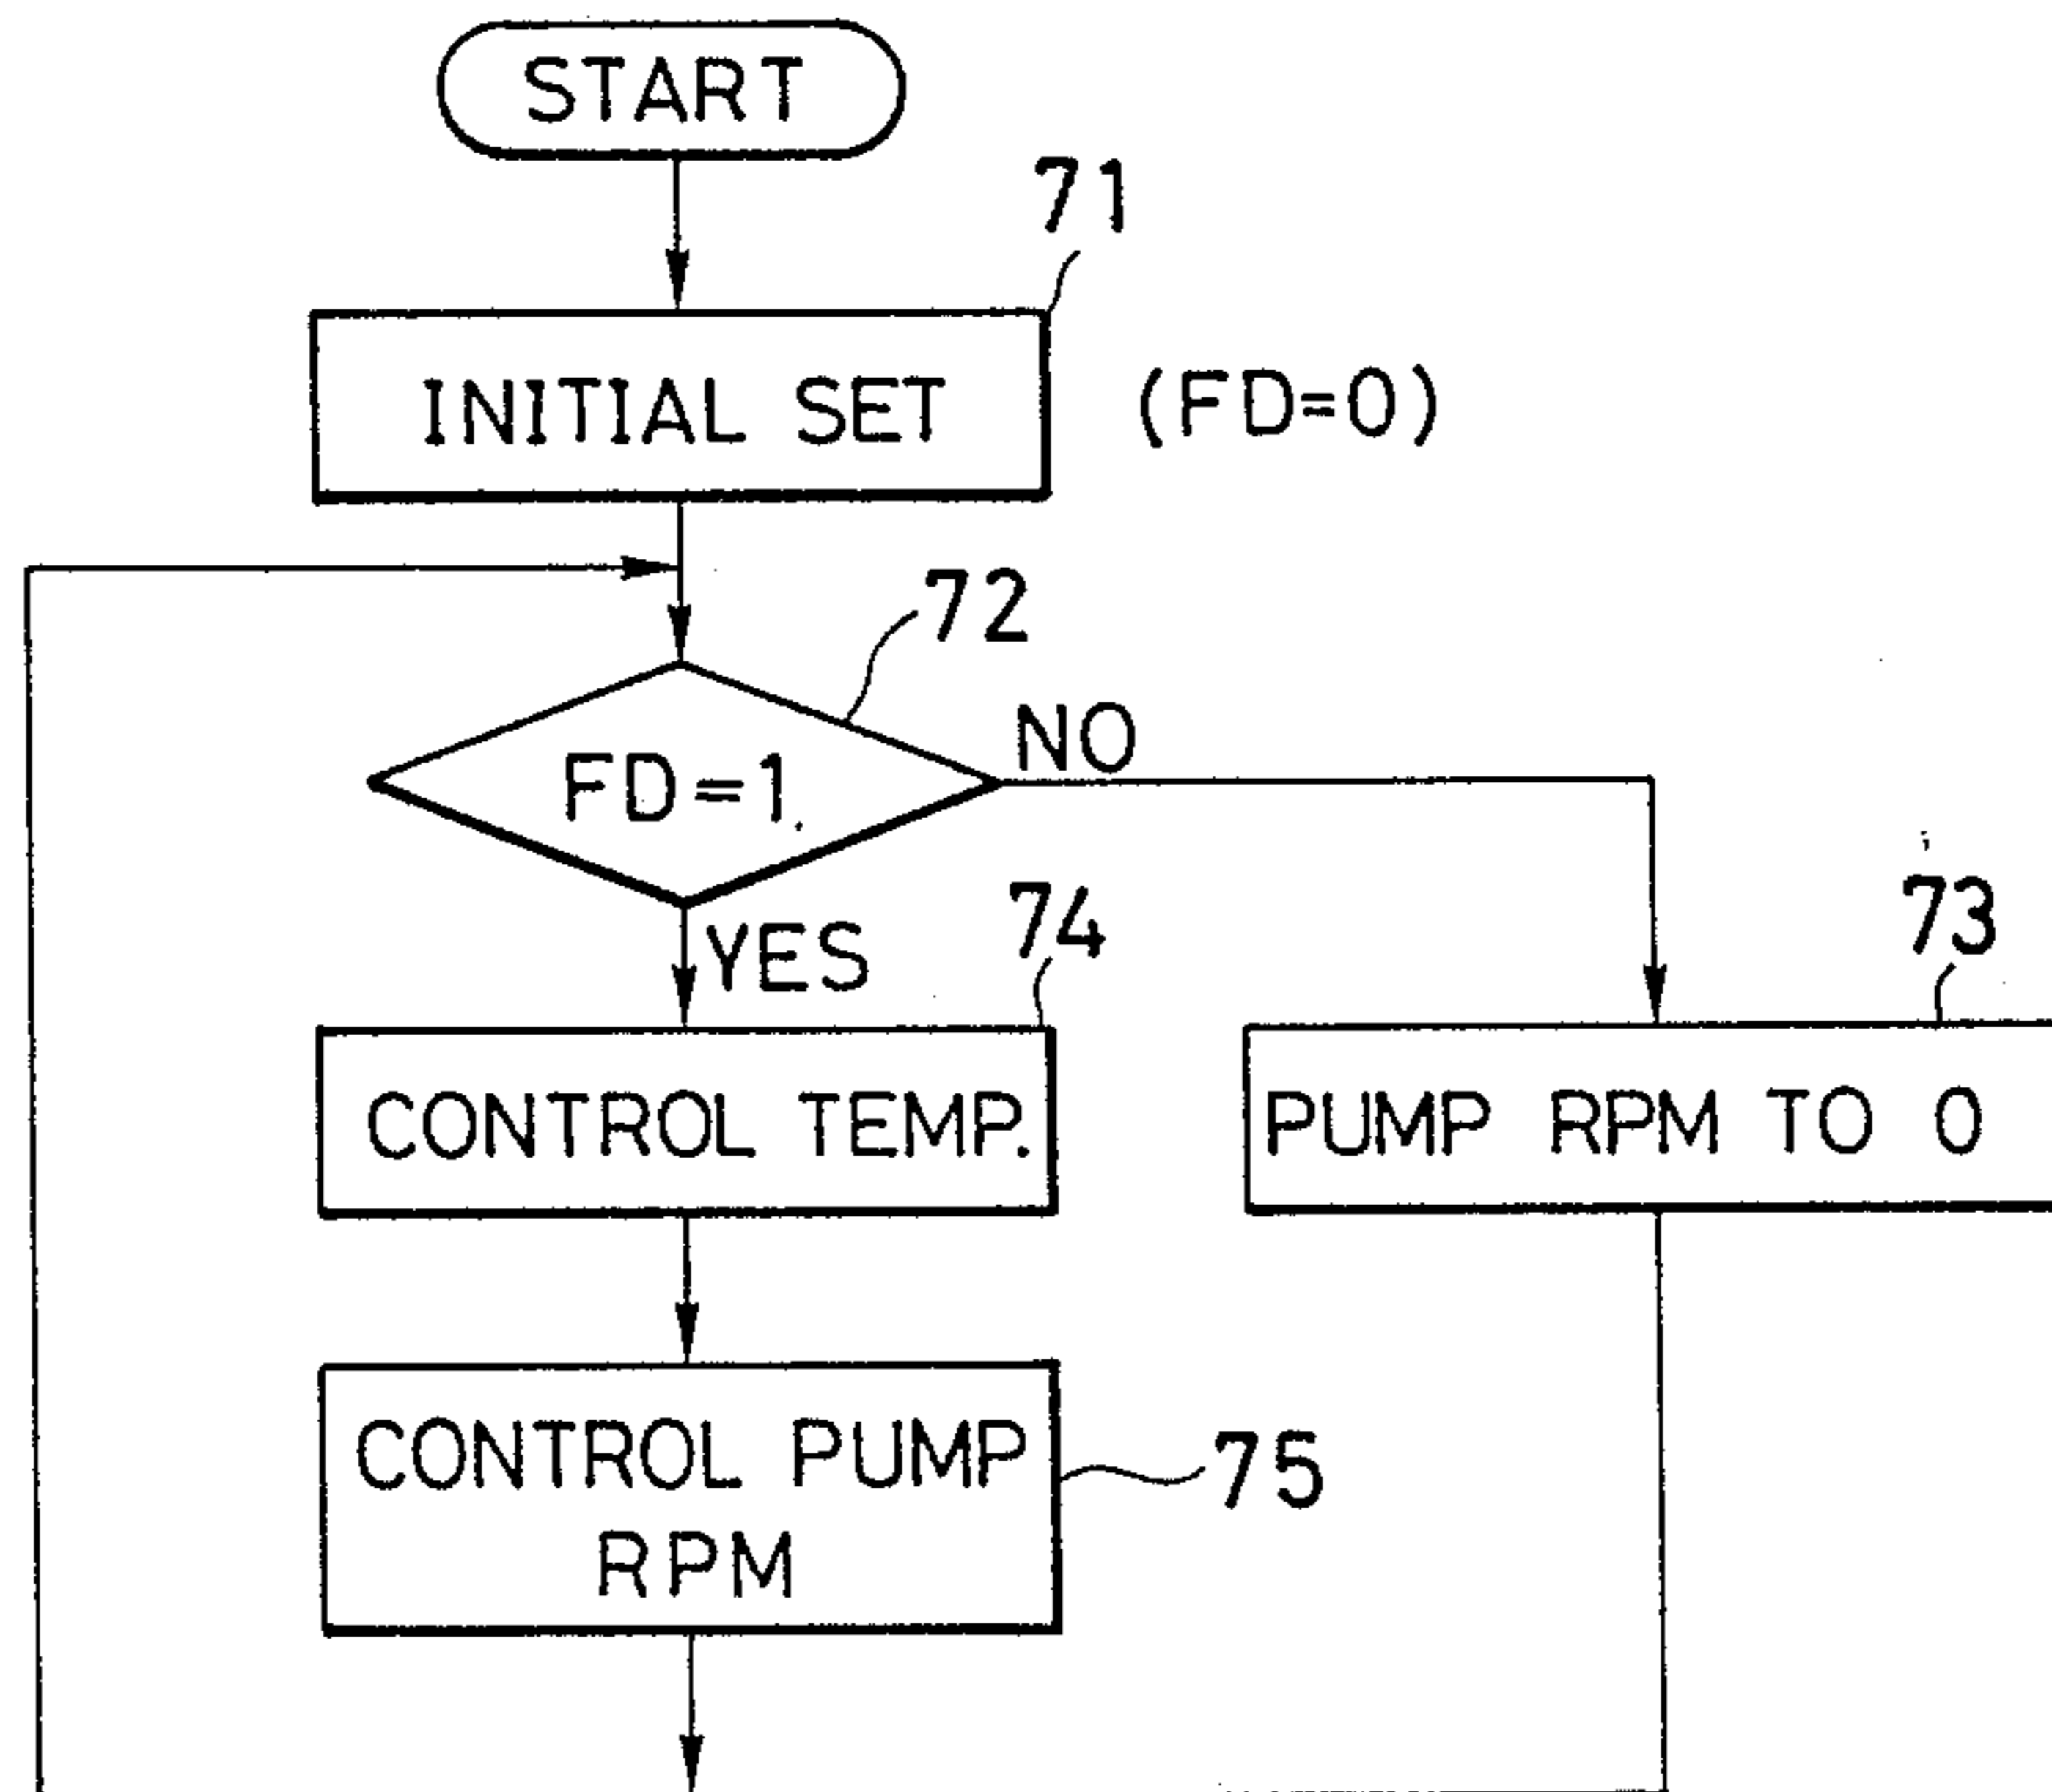 START
71
INITIAL SET
(FD=0)
72
FD=1
NO
YES
74
73
CONTROL TEMP.
PUMP RPM TO 0
CONTROL PUMP
RPM
75